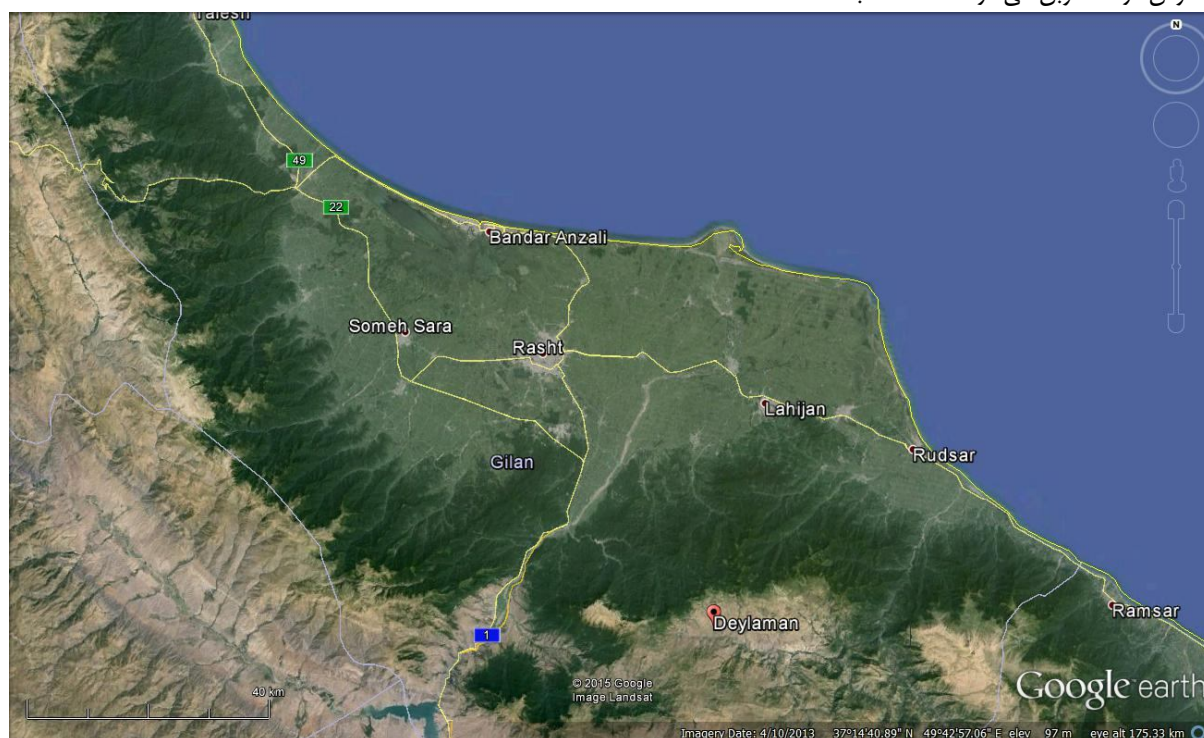 Talesh
N
49
22
Bandar Anzali
Someh Sara
Rasht
Lahijan
Rudsar
Gilan
Deylaman
Ramsar
1
40 km
© 2015 Google
Image Landsat
Google earth
Imagery Date: 4/10/2013 37°14'40.89" N 49°42'57.06" E elev 97 m eye alt 175.33 km